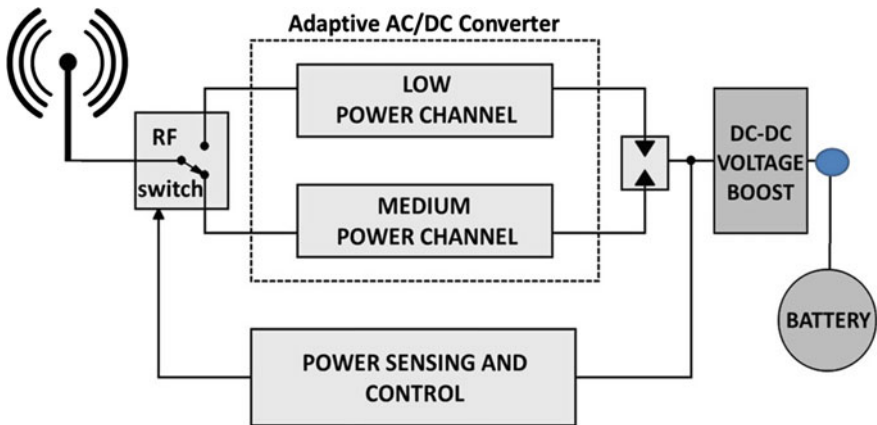 Adaptive AC/DC Converter
RF
switch
LOW
POWER CHANNEL
MEDIUM
POWER CHANNEL
DC-DC
VOLTAGE
BOOST
BATTERY
POWER SENSING AND
CONTROL